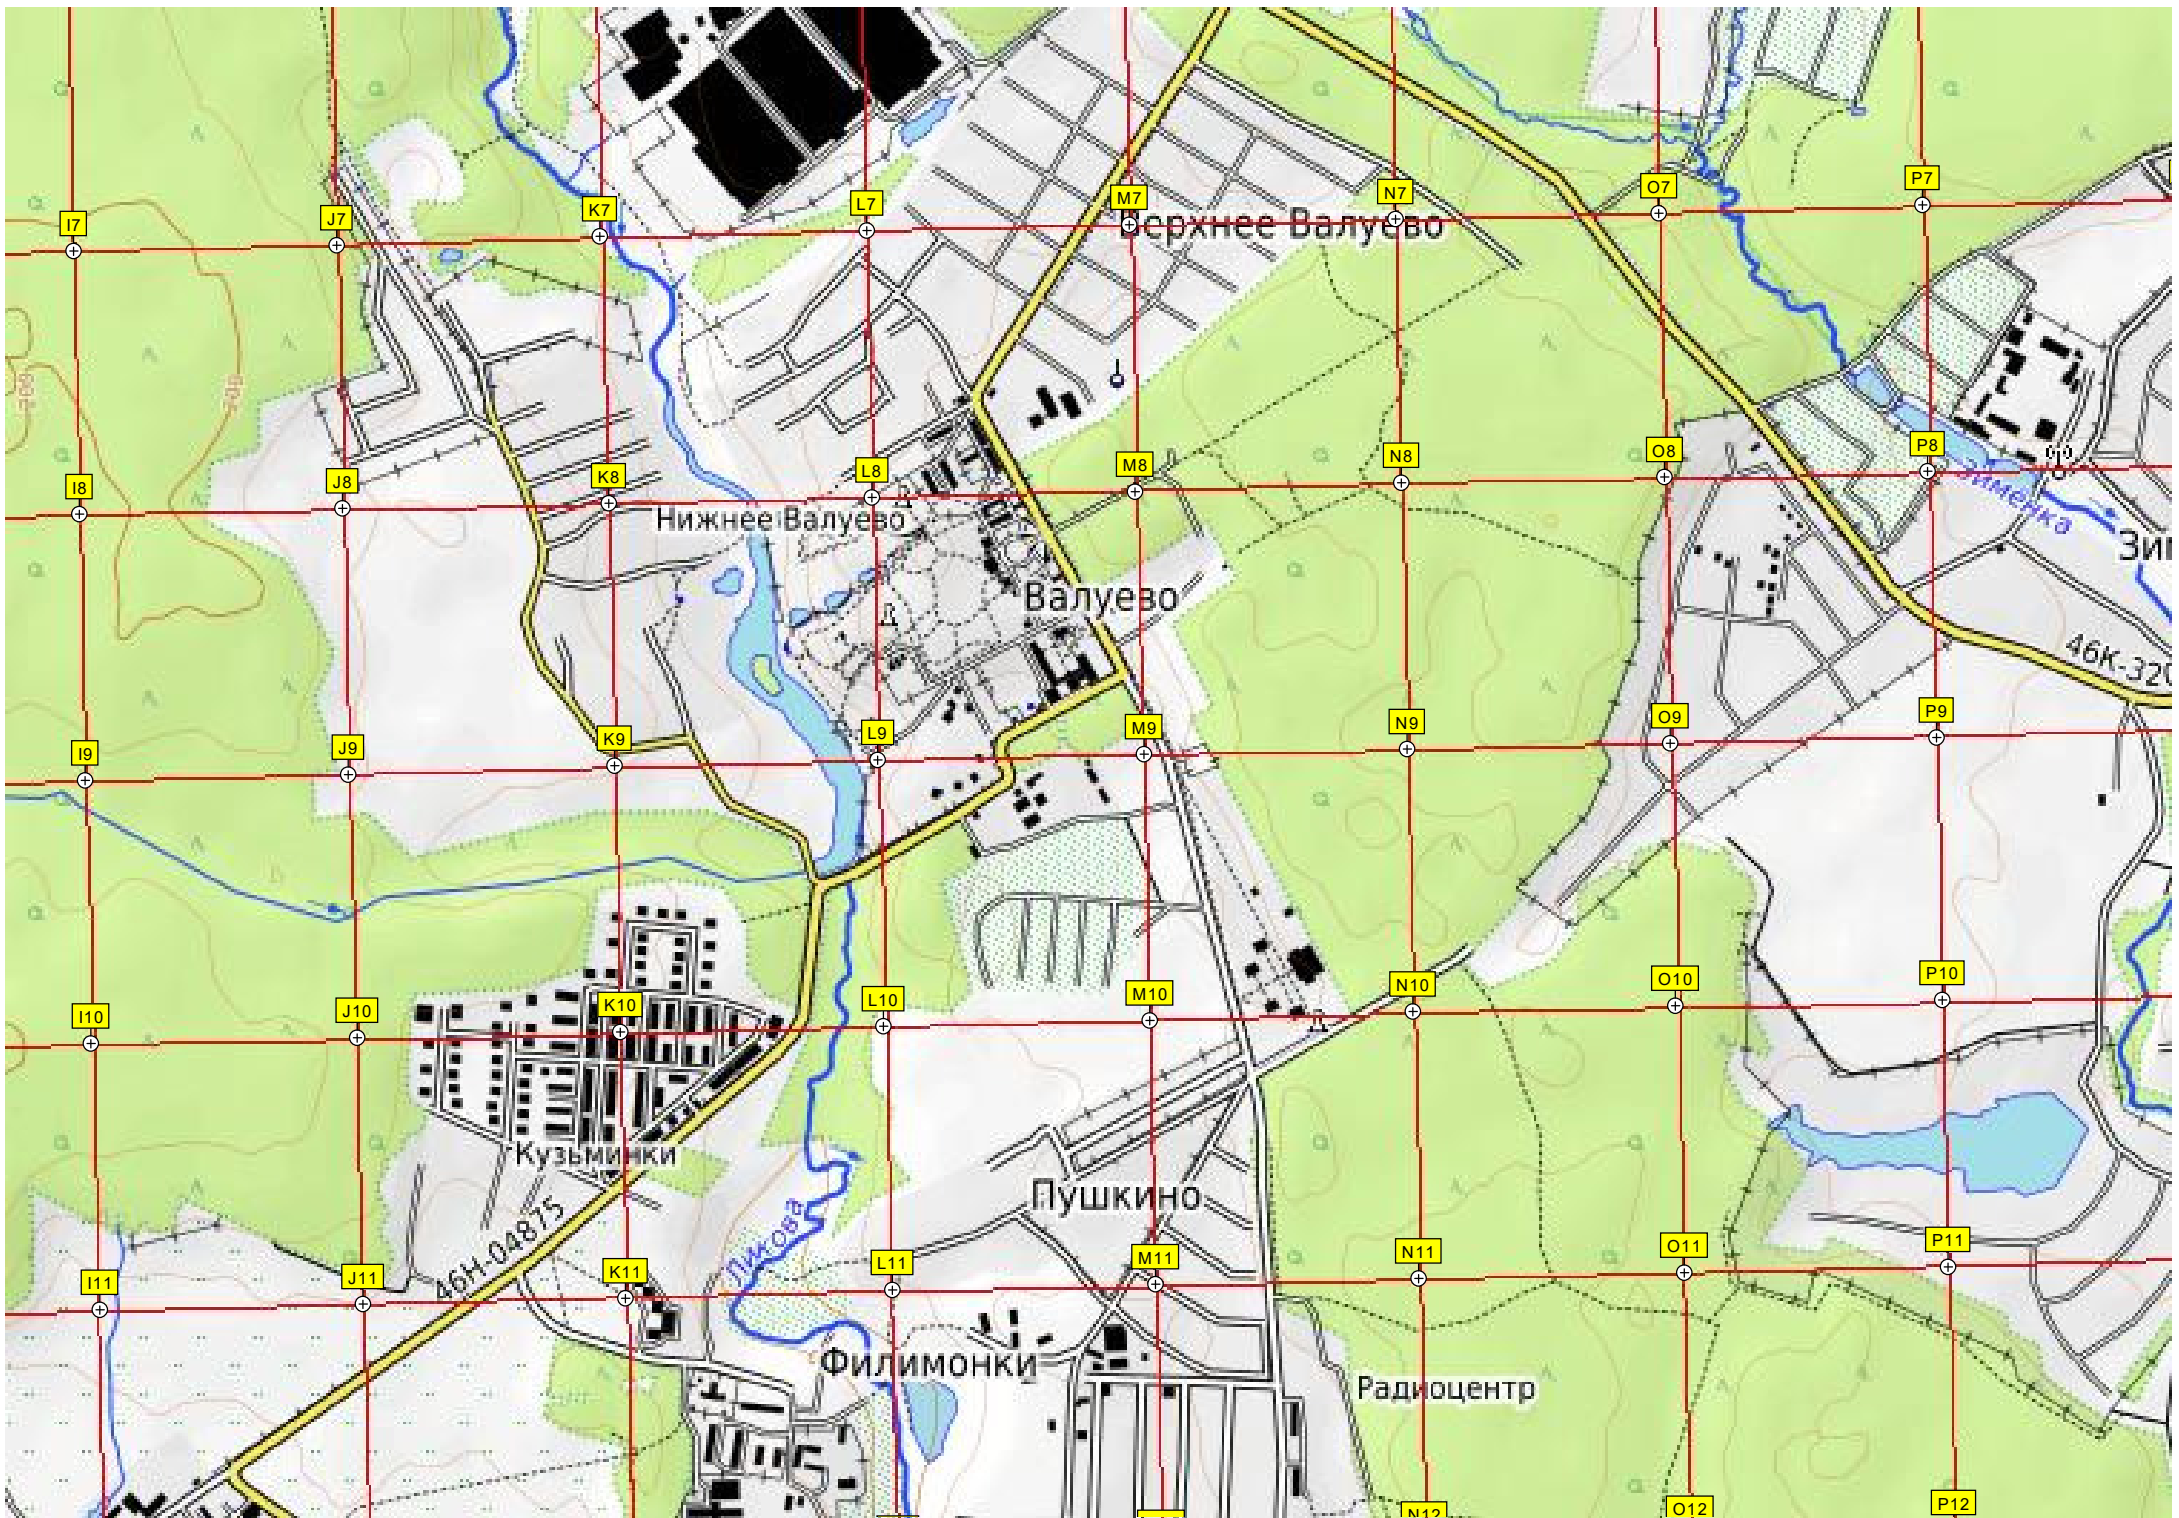 I7
J7
K7
L7
M7
N7
O7
P7
Верхнее Валуево
I8
J8
K8
L8
M8
N8
O8
P8
Нижнее Валуево
Зименка
Валуево
I9
J9
K9
L9
M9
N9
O9
P9
I10
J10
K10
L10
M10
N10
O10
P10
Кузьминки
Пушкино
Ликова
46Н-04875
I11
J11
K11
L11
M11
N11
O11
P11
Филимонки
Радиоцентр
N12
O12
P12